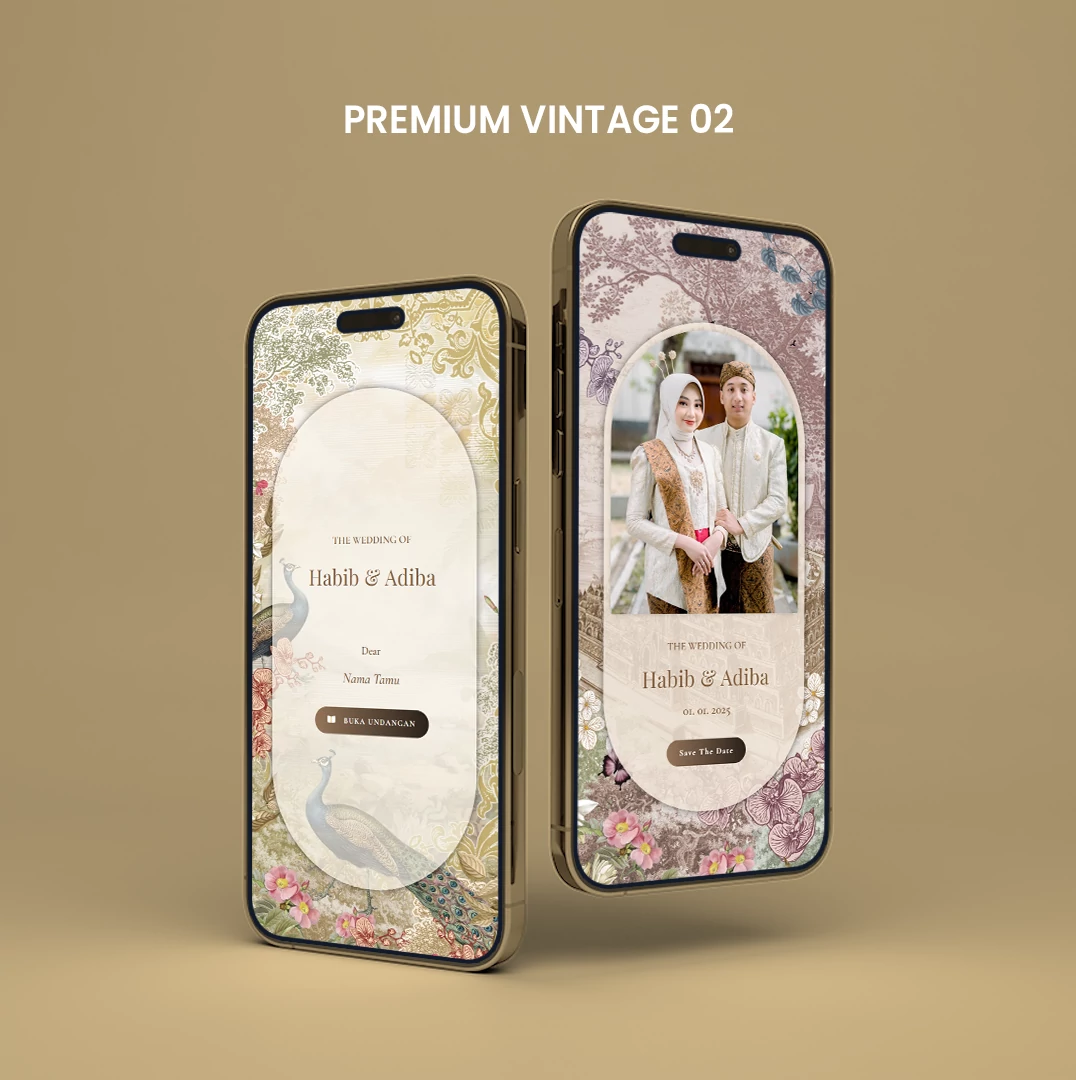 PREMIUM VINTAGE 02
THE WEDDING OF
Habib & Adiba
Dear
Nama Tamu
BUKA UNDANGAN
THE WEDDING OF
Habib & Adiba
01. 01. 2025
Save The Date